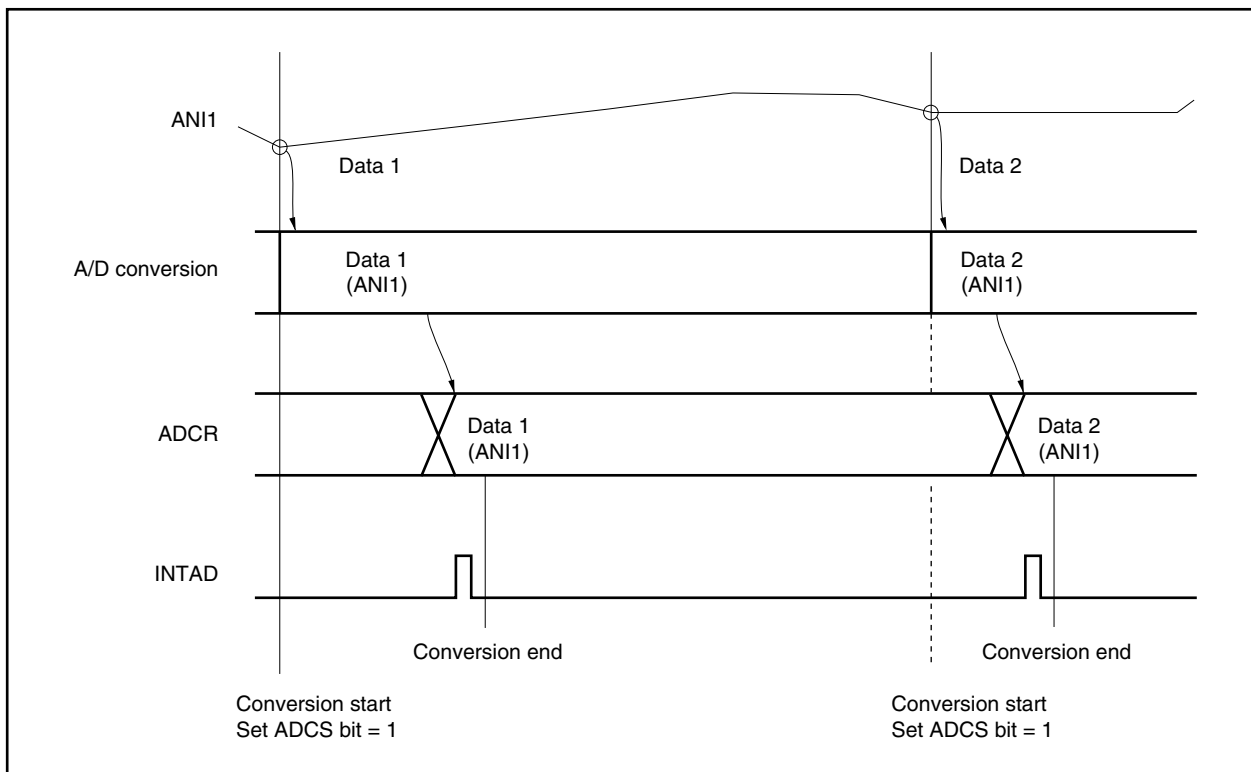 ANI1
Data 1
Data 2
A/D conversion
Data 1
(ANI1)
Data 2
(ANI1)
ADCR
Data 1
(ANI1)
Data 2
(ANI1)
INTAD
Conversion end
Conversion end
Conversion start
Set ADCS bit = 1
Conversion start
Set ADCS bit = 1